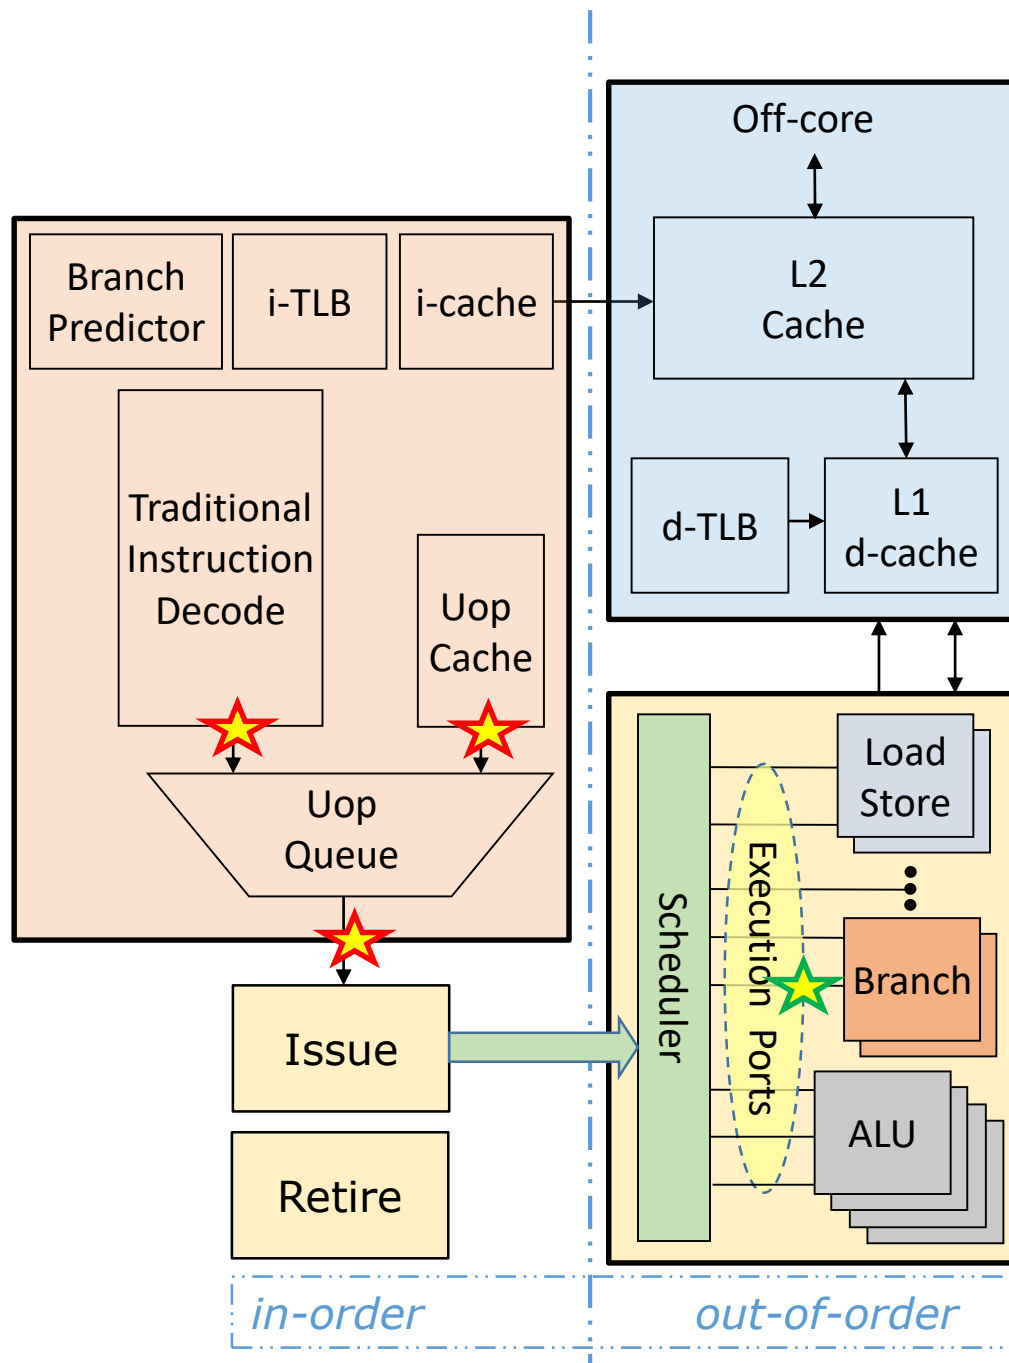 Off-core
Branch
Predictor
i-TLB
i-cache
L2
Cache
Traditional
Instruction
Decode
Uop
Cache
d-TLB
L1
d-cache
Uop
Queue
Load
Store
Scheduler
Execution Ports
Branch
Issue
ALU
Retire
in-order
out-of-order